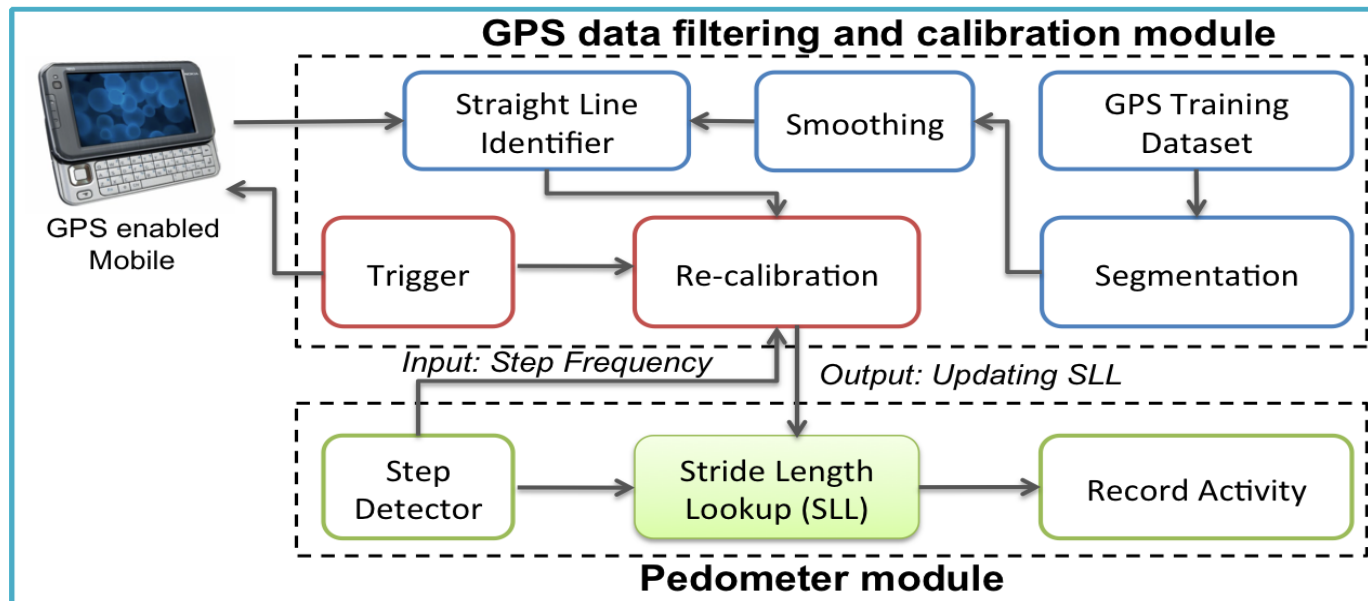 GPS data filtering and calibration module
GPS enabled
Mobile
Straight Line
Identifier
Smoothing
GPS Training
Dataset
Trigger
Re-calibration
Segmentation
Input: Step Frequency
Output: Updating SLL
Step
Detector
Stride Length
Lookup (SLL)
Record Activity
Pedometer module